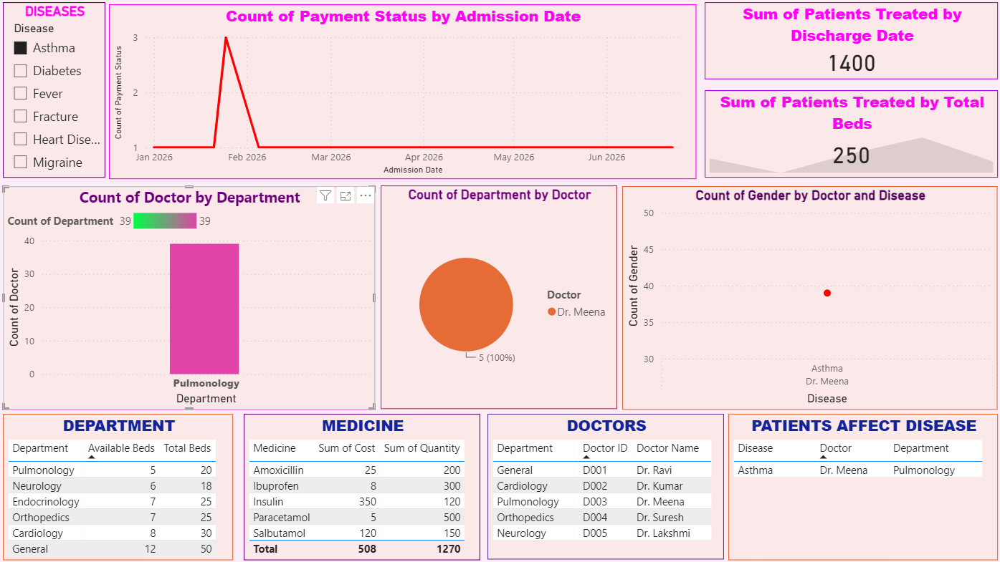 DISEASES
Disease
Asthma
Diabetes
Fever
Fracture
Heart Dise...
Migraine
Count of Payment Status by Admission Date
Count of Payment Status
3
2
1
Jan 2026 Feb 2026 Mar 2026 Apr 2026 May 2026 Jun 2026
Admission Date
Sum of Patients Treated by
Discharge Date
1400
Sum of Patients Treated by Total
Beds
250
Count of Doctor by Department
Count of Department 39 39
Count of Doctor
40
30
20
10
0
Pulmonology
Department
Count of Department by Doctor
Doctor
Dr. Meena
5 (100%)
Count of Gender by Doctor and Disease
Count of Gender
50
45
40
35
30
Asthma
Dr. Meena
Disease
DEPARTMENT
Department Available Beds Total Beds
Pulmonology 5 20
Neurology 6 18
Endocrinology 7 25
Orthopedics 7 25
Cardiology 8 30
General 12 50
MEDICINE
Medicine Sum of Cost Sum of Quantity
Amoxicillin 25 200
Ibuprofen 8 300
Insulin 350 120
Paracetamol 5 500
Salbutamol 120 150
Total 508 1270
DOCTORS
Department Doctor ID Doctor Name
General D001 Dr. Ravi
Cardiology D002 Dr. Kumar
Pulmonology D003 Dr. Meena
Orthopedics D004 Dr. Suresh
Neurology D005 Dr. Lakshmi
PATIENTS AFFECT DISEASE
Disease Doctor Department
Asthma Dr. Meena Pulmonology